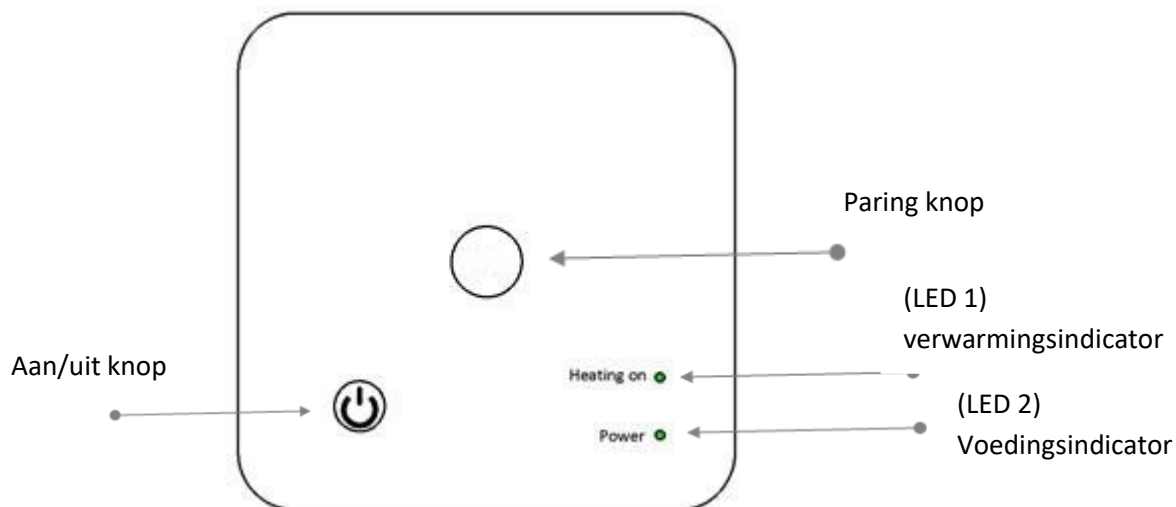 Paring knop
(LED 1)
verwarmingsindicator
Aan/uit knop
Heating on
(LED 2)
Power
Voedingsindicator